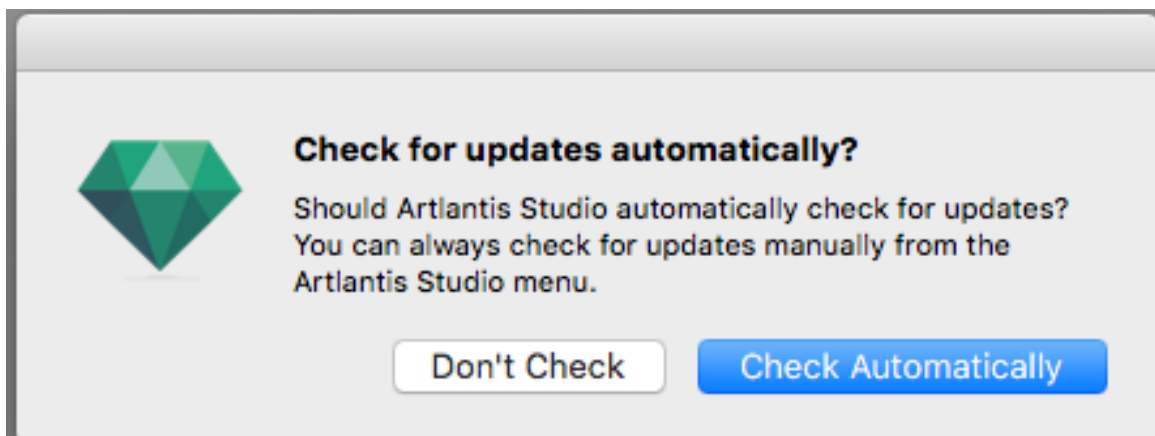 Check for updates automatically?
Should Artlantis Studio automatically check for updates?
You can always check for updates manually from the
Artlantis Studio menu.
Don't Check
Check Automatically